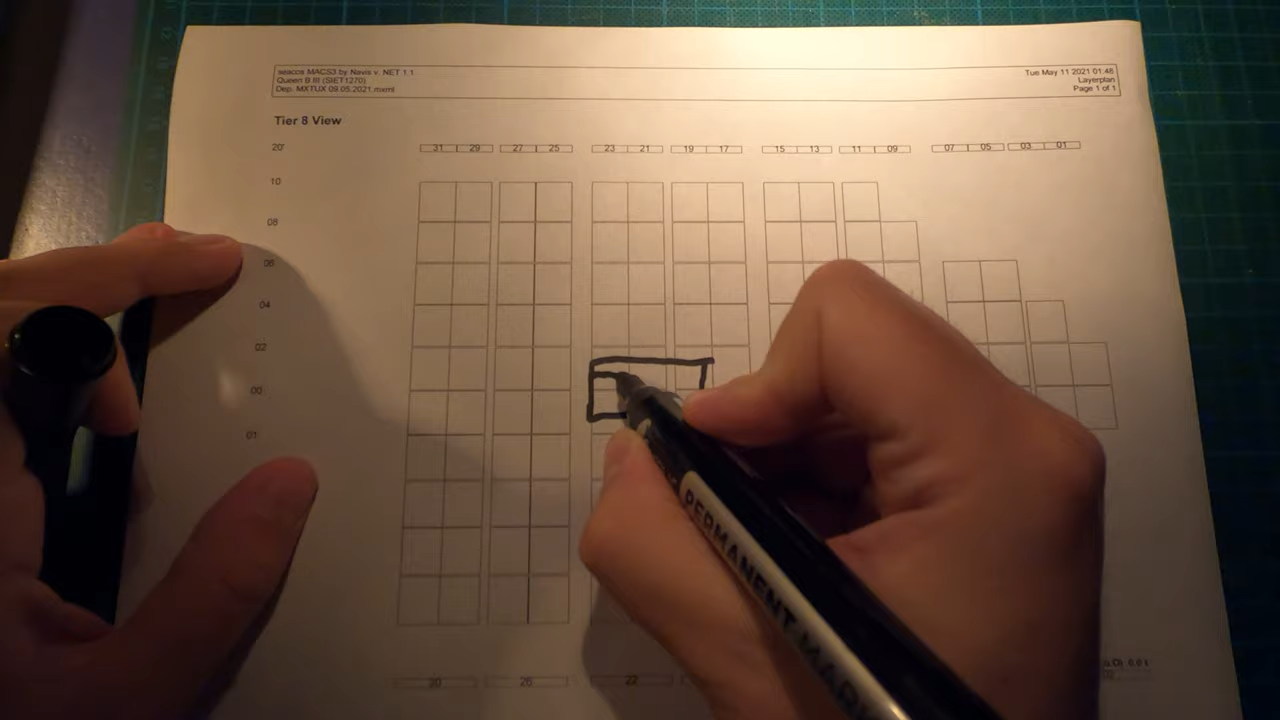 seacos MACS3 by Navis v. NET 1.1
Queen B III (SIET1270)
Dep. MXTUX 09.05.2021.mxml
Tue May 11 2021 01:46
Layerplan
Page 1 of 1
Tier 8 View
20' 31 29 27 25 23 21 19 17 15 13 11 09 07 05 03 01
10
08
06
04
02
00
01
30 26 22
PERMANENT MARK